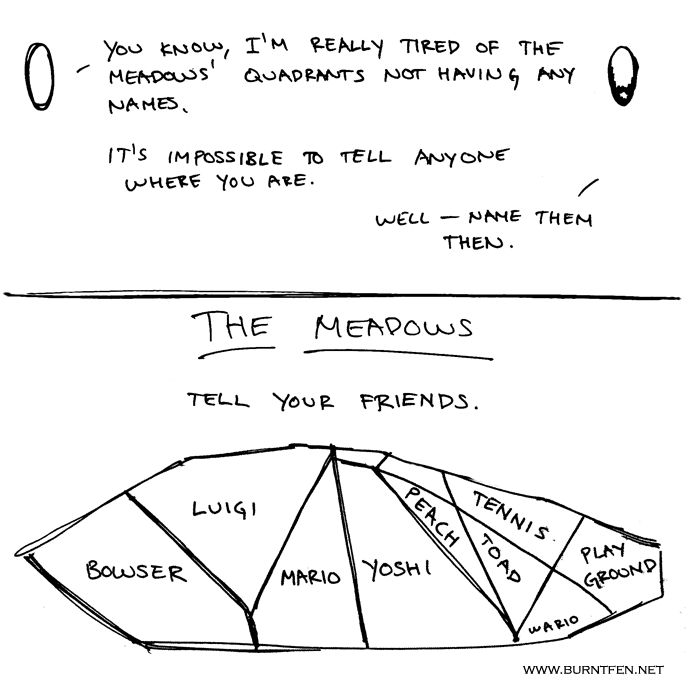 YOU KNOW, I'M REALLY TIRED OF THE
MEADOWS' QUADRANTS NOT HAVING ANY
NAMES.
IT'S IMPOSSIBLE TO TELL ANYONE
WHERE YOU ARE.
WELL — NAME THEM
THEN.
THE MEADOWS
TELL YOUR FRIENDS.
BOWSER
LUIGI
MARIO
YOSHI
PEACH
TOAD
TENNIS.
WARIO
PLAY
GROUND
WWW.BURNTFEN.NET